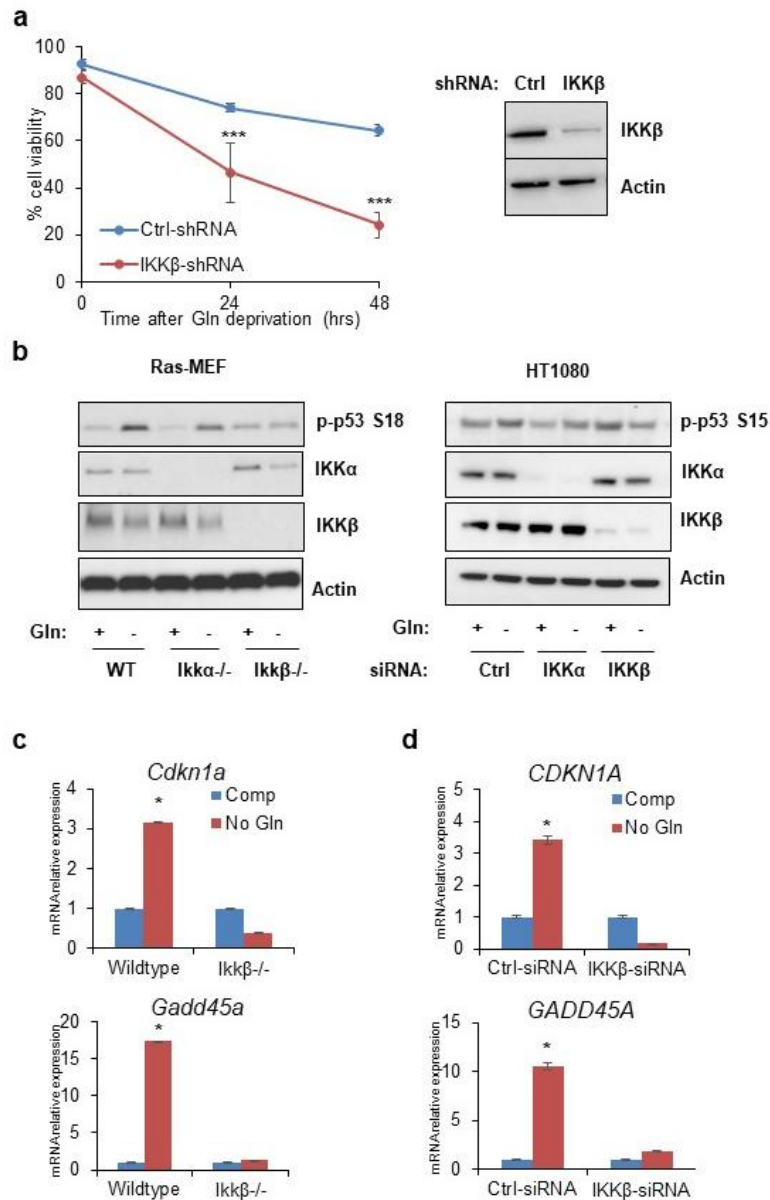 a
100
80
60
40
20
0
% cell viability
***
***
Ctrl-shRNA
IKKβ-shRNA
0 24 48
Time after Gln deprivation (hrs)
shRNA: Ctrl IKKβ
IKKβ
Actin
b
Ras-MEF
p-p53 S18
IKKα
IKKβ
Actin
Gln: + - + - + -
WT Ikkα-/- Ikkβ-/-
HT1080
p-p53 S15
IKKα
IKKβ
Actin
Gln: + - + - + -
siRNA: Ctrl IKKα IKKβ
c
Cdkn1a
mRNA relative expression
4
3
2
1
0
*
Comp
No Gln
Wildtype Ikkβ-/-
Gadd45a
mRNA relative expression
20
15
10
5
0
*
Wildtype Ikkβ-/-
d
CDKN1A
mRNA relative expression
5
4
3
2
1
0
*
Comp
No Gln
Ctrl-siRNA IKKβ-siRNA
GADD45A
mRNA relative expression
15
10
5
0
*
Ctrl-siRNA IKKβ-siRNA